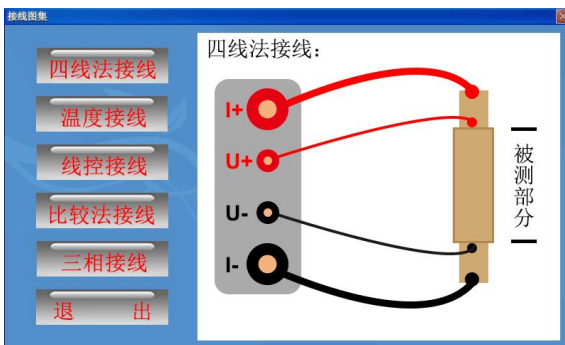 接线图集
四线法接线
温度接线
线控接线
比较法接线
三相接线
退 出
四线法接线：
I+
U+
U-
I-
被测部分